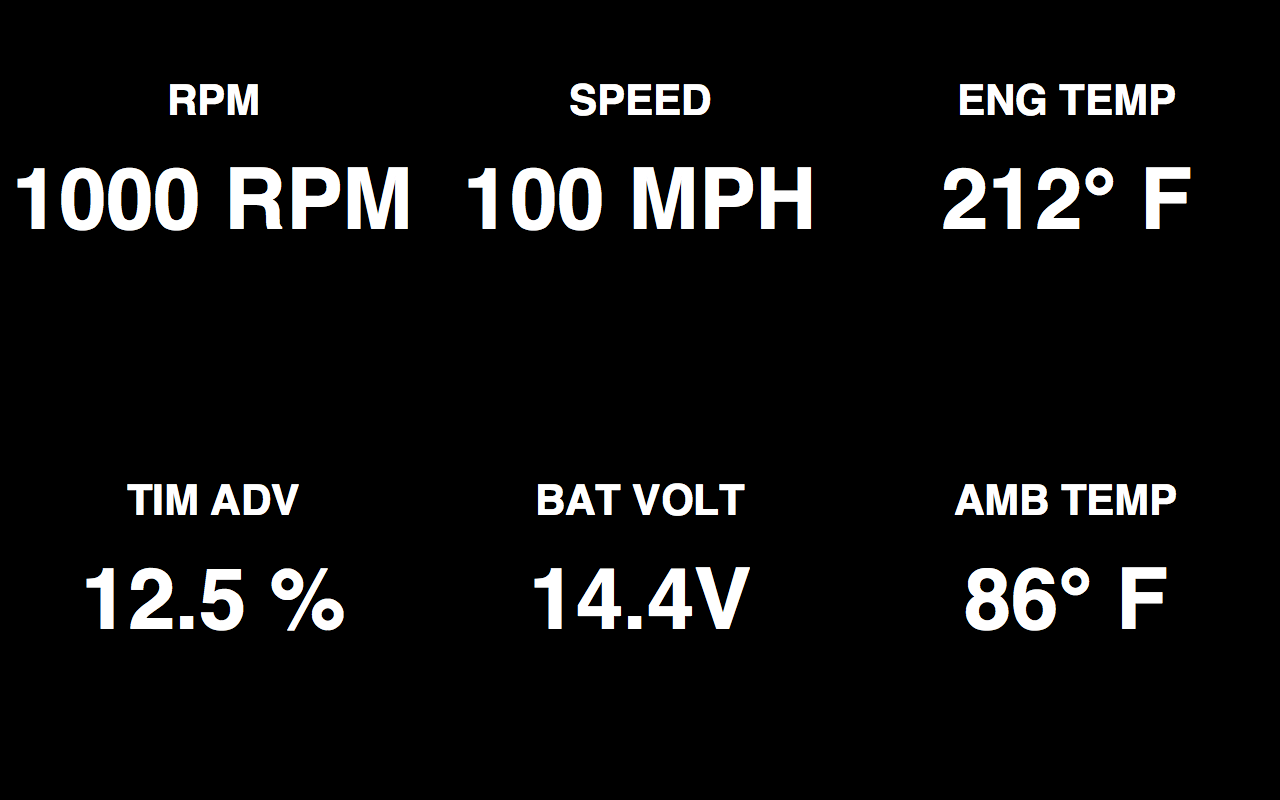 RPM
1000 RPM
SPEED
100 MPH
ENG TEMP
212° F
TIM ADV
12.5 %
BAT VOLT
14.4V
AMB TEMP
86° F